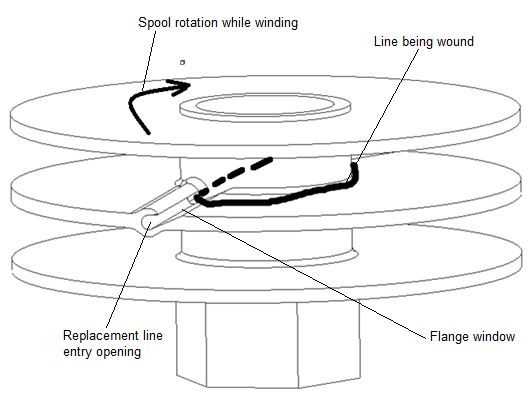 Spool rotation while winding
Line being wound
Replacement line
entry opening
Flange window